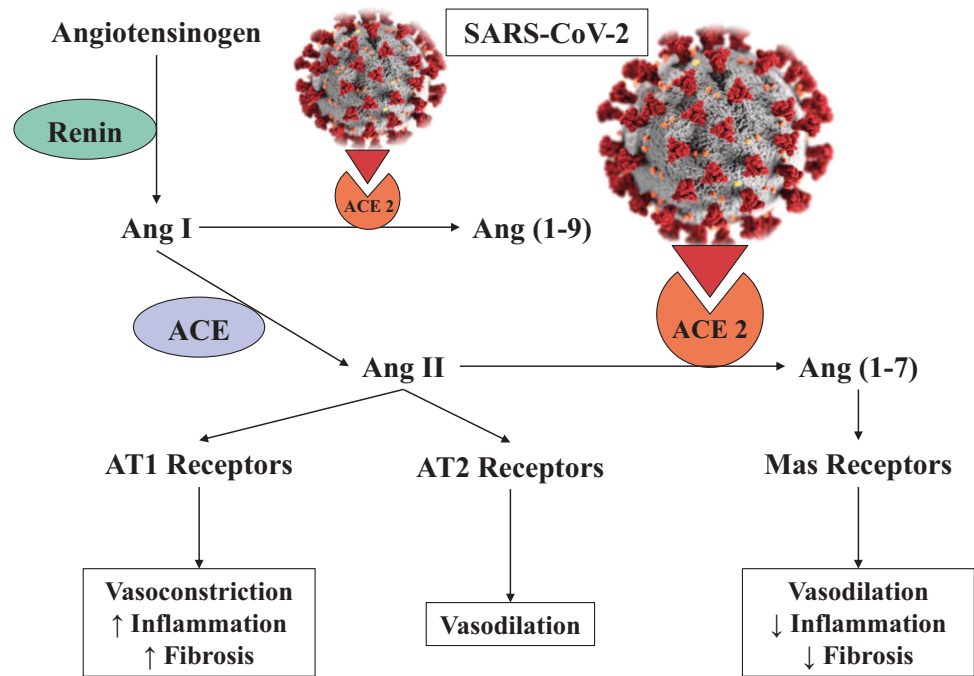 Angiotensinogen
SARS-CoV-2
Renin
ACE 2
Ang I
Ang (1-9)
ACE
ACE 2
Ang II
Ang (1-7)
AT1 Receptors
AT2 Receptors
Mas Receptors
Vasoconstriction
↑ Inflammation
↑ Fibrosis
Vasodilation
Vasodilation
↓ Inflammation
↓ Fibrosis